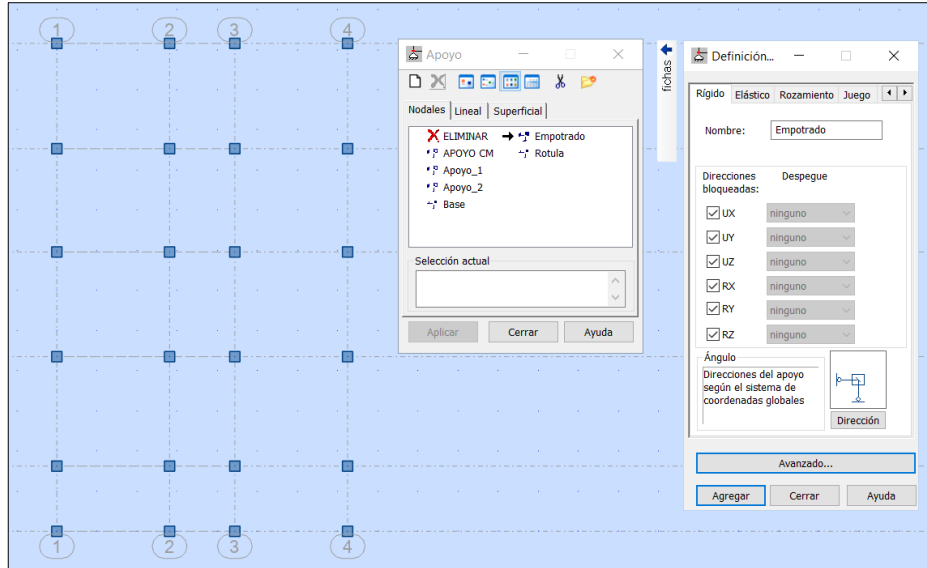 1 2 3 4
Apoyo
Nodales Lineal Superficial
ELIMINAR Empotrado
APOYO CM Rotula
Apoyo_1
Apoyo_2
Base
Selección actual
Aplicar Cerrar Ayuda
fichas
Definición...
Rígido Elástico Rozamiento Juego
Nombre: Empotrado
Direcciones Despegue
bloqueadas:
UX ninguno
UY ninguno
UZ ninguno
RX ninguno
RY ninguno
RZ ninguno
Ángulo
Direcciones del apoyo
según el sistema de
coordenadas globales
Dirección
Avanzado...
Agregar Cerrar Ayuda
1 2 3 4